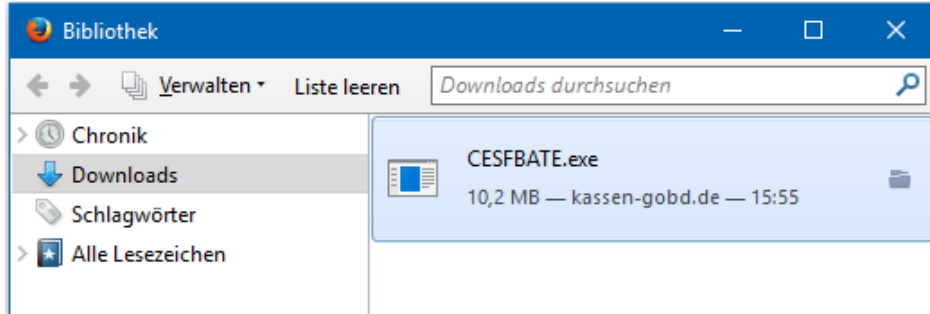 Bibliothek
Verwalten Liste leeren Downloads durchsuchen
Chronik
Downloads
Schlagwörter
Alle Lesezeichen
CESFBATE.exe
10,2 MB — kassen-gobd.de — 15:55